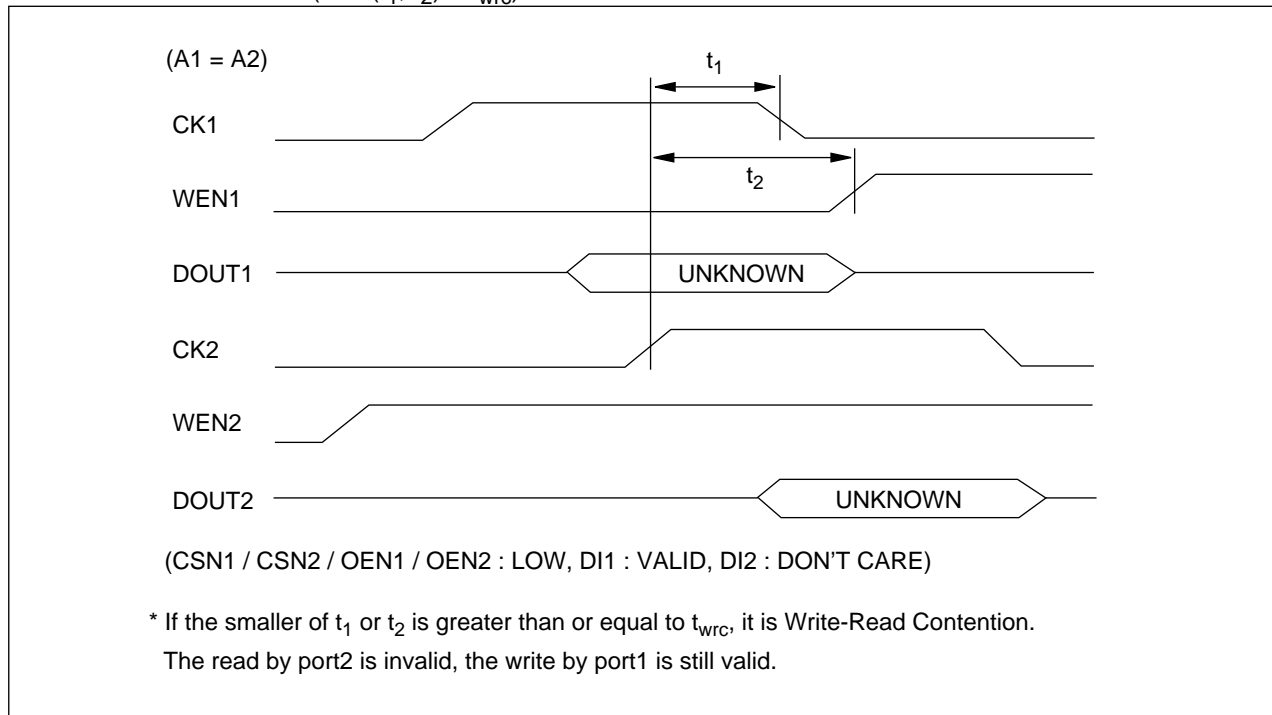 (A1 = A2)
t1
CK1
t2
WEN1
DOUT1
UNKNOWN
CK2
WEN2
DOUT2
UNKNOWN
(CSN1 / CSN2 / OEN1 / OEN2 : LOW, DI1 : VALID, DI2 : DON'T CARE)
* If the smaller of t1 or t2 is greater than or equal to twrc, it is Write-Read Contention.
The read by port2 is invalid, the write by port1 is still valid.